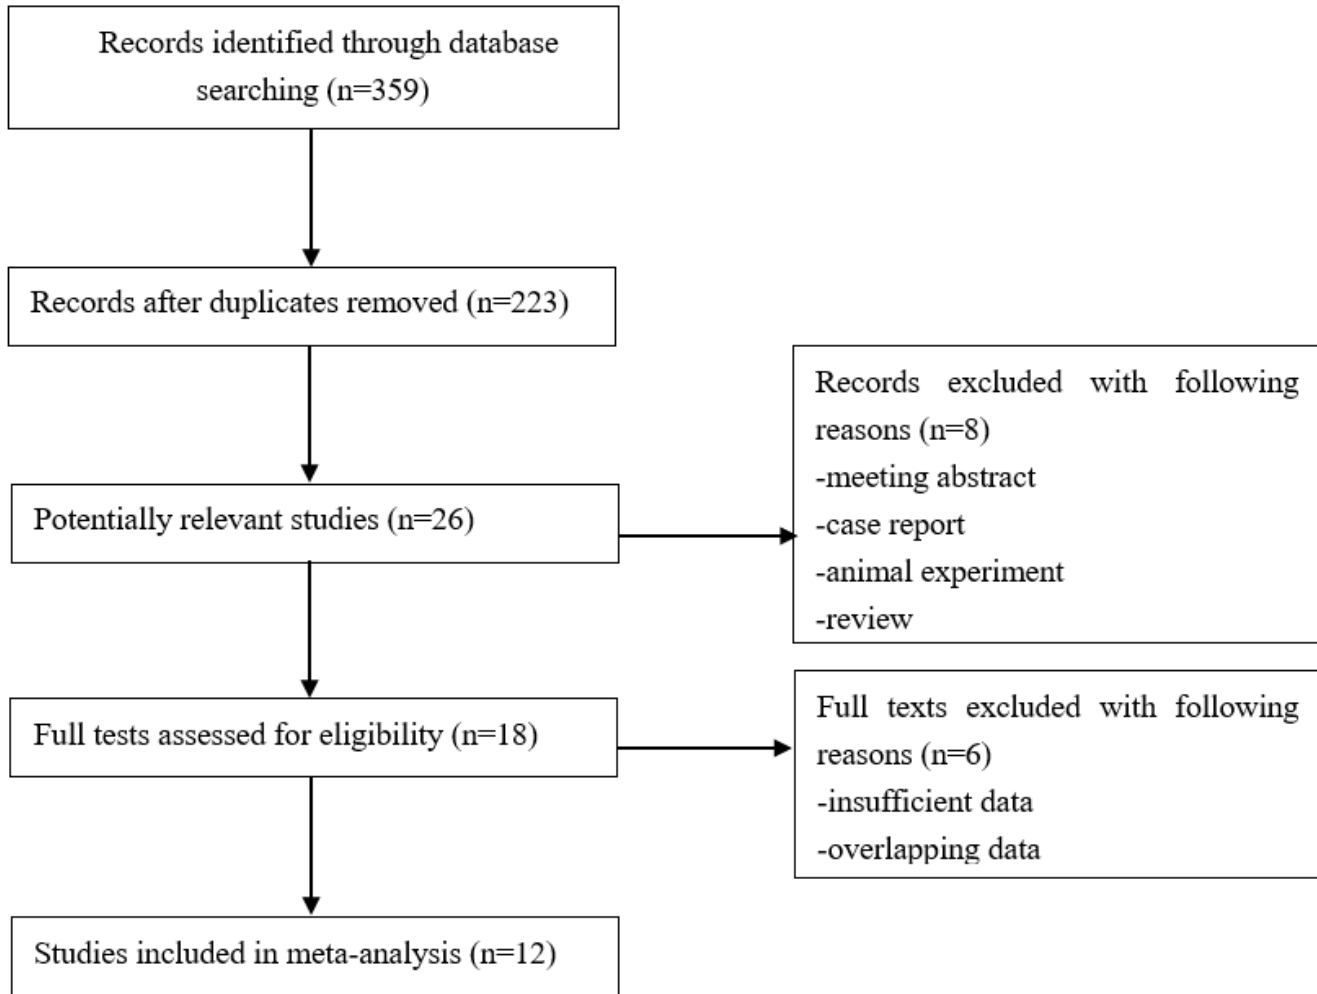 Records identified through database
searching (n=359)
Records after duplicates removed (n=223)
Potentially relevant studies (n=26)
Records excluded with following
reasons (n=8)
-meeting abstract
-case report
-animal experiment
-review
Full tests assessed for eligibility (n=18)
Full texts excluded with following
reasons (n=6)
-insufficient data
-overlapping data
Studies included in meta-analysis (n=12)